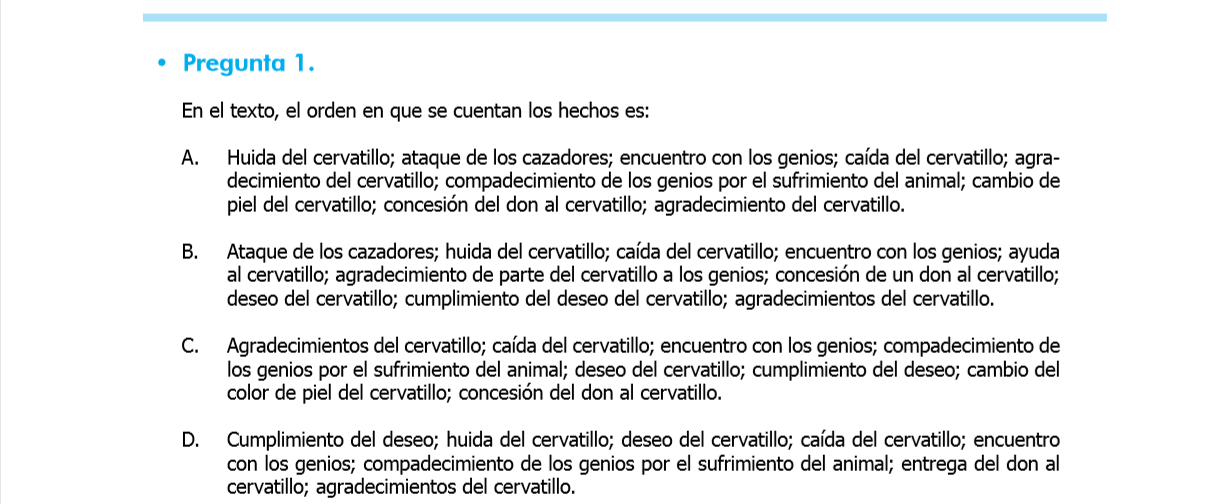 • Pregunta 1.
En el texto, el orden en que se cuentan los hechos es:
A. Huida del cervatillo; ataque de los cazadores; encuentro con los genios; caída del cervatillo; agra-
decimiento del cervatillo; compadecimiento de los genios por el sufrimiento del animal; cambio de
piel del cervatillo; concesión del don al cervatillo; agradecimiento del cervatillo.
B. Ataque de los cazadores; huida del cervatillo; caída del cervatillo; encuentro con los genios; ayuda
al cervatillo; agradecimiento de parte del cervatillo a los genios; concesión de un don al cervatillo;
deseo del cervatillo; cumplimiento del deseo del cervatillo; agradecimientos del cervatillo.
C. Agradecimientos del cervatillo; caída del cervatillo; encuentro con los genios; compadecimiento de
los genios por el sufrimiento del animal; deseo del cervatillo; cumplimiento del deseo; cambio del
color de piel del cervatillo; concesión del don al cervatillo.
D. Cumplimiento del deseo; huida del cervatillo; deseo del cervatillo; caída del cervatillo; encuentro
con los genios; compadecimiento de los genios por el sufrimiento del animal; entrega del don al
cervatillo; agradecimientos del cervatillo.